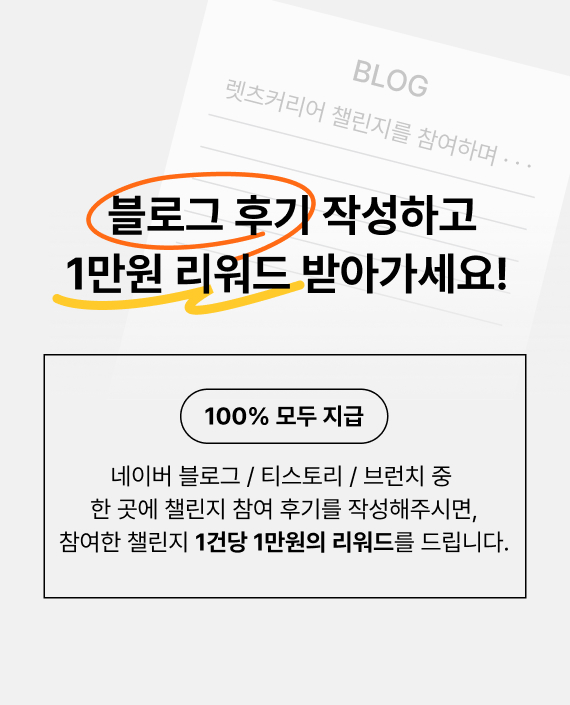 BLOG
렛츠커리어 챌린지를 참여하며 · · ·
블로그 후기 작성하고
1만원 리워드 받아가세요!
100% 모두 지급
네이버 블로그 / 티스토리 / 브런치 중
한 곳에 챌린지 참여 후기를 작성해주시면,
참여한 챌린지 1건당 1만원의 리워드를 드립니다.